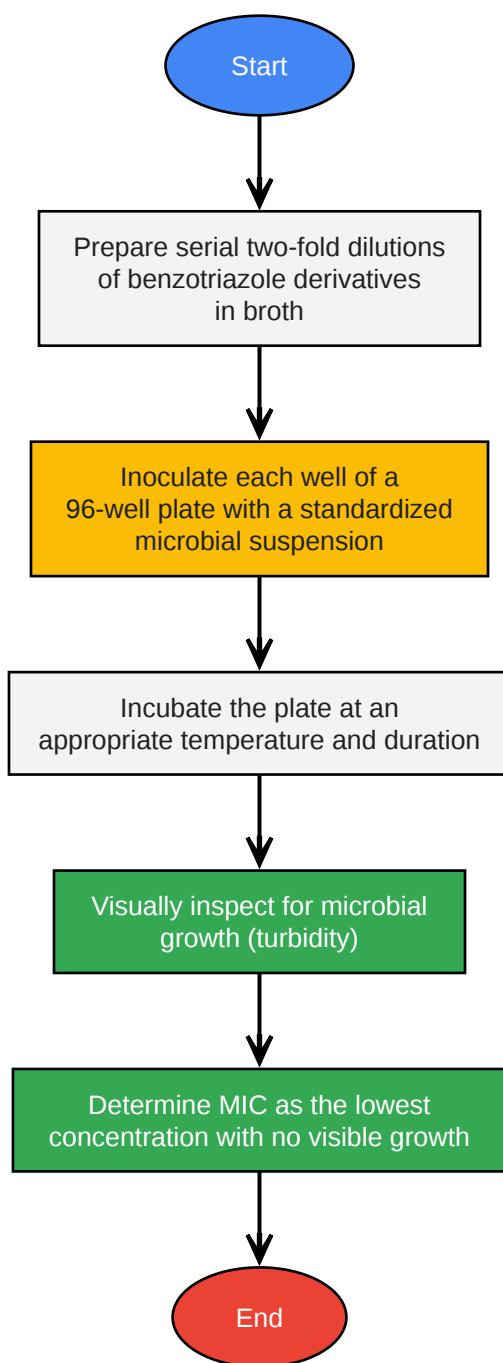 Start
Prepare serial two-fold dilutions
of benzotriazole derivatives
in broth
Inoculate each well of a
96-well plate with a standardized
microbial suspension
Incubate the plate at an
appropriate temperature and duration
Visually inspect for microbial
growth (turbidity)
Determine MIC as the lowest
concentration with no visible growth
End